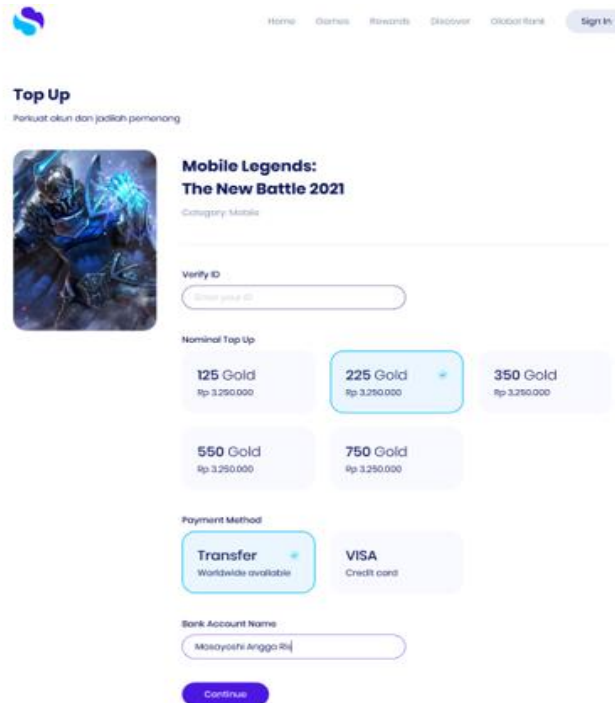 Home Games Rewards Discover Global Rank Sign In
Top Up
Perkuat akun dan jadilah pemenang
Mobile Legends:
The New Battle 2021
Category: Mobile
Verify ID
Enter your ID
Nominal Top Up
125 Gold 225 Gold 350 Gold
Rp 3.250.000 Rp 3.250.000 Rp 3.250.000
550 Gold 750 Gold
Rp 3.250.000 Rp 3.250.000
Payment Method
Transfer VISA
Worldwide available Credit card
Bank Account Name
Masayoshi Angga Ris
Continue